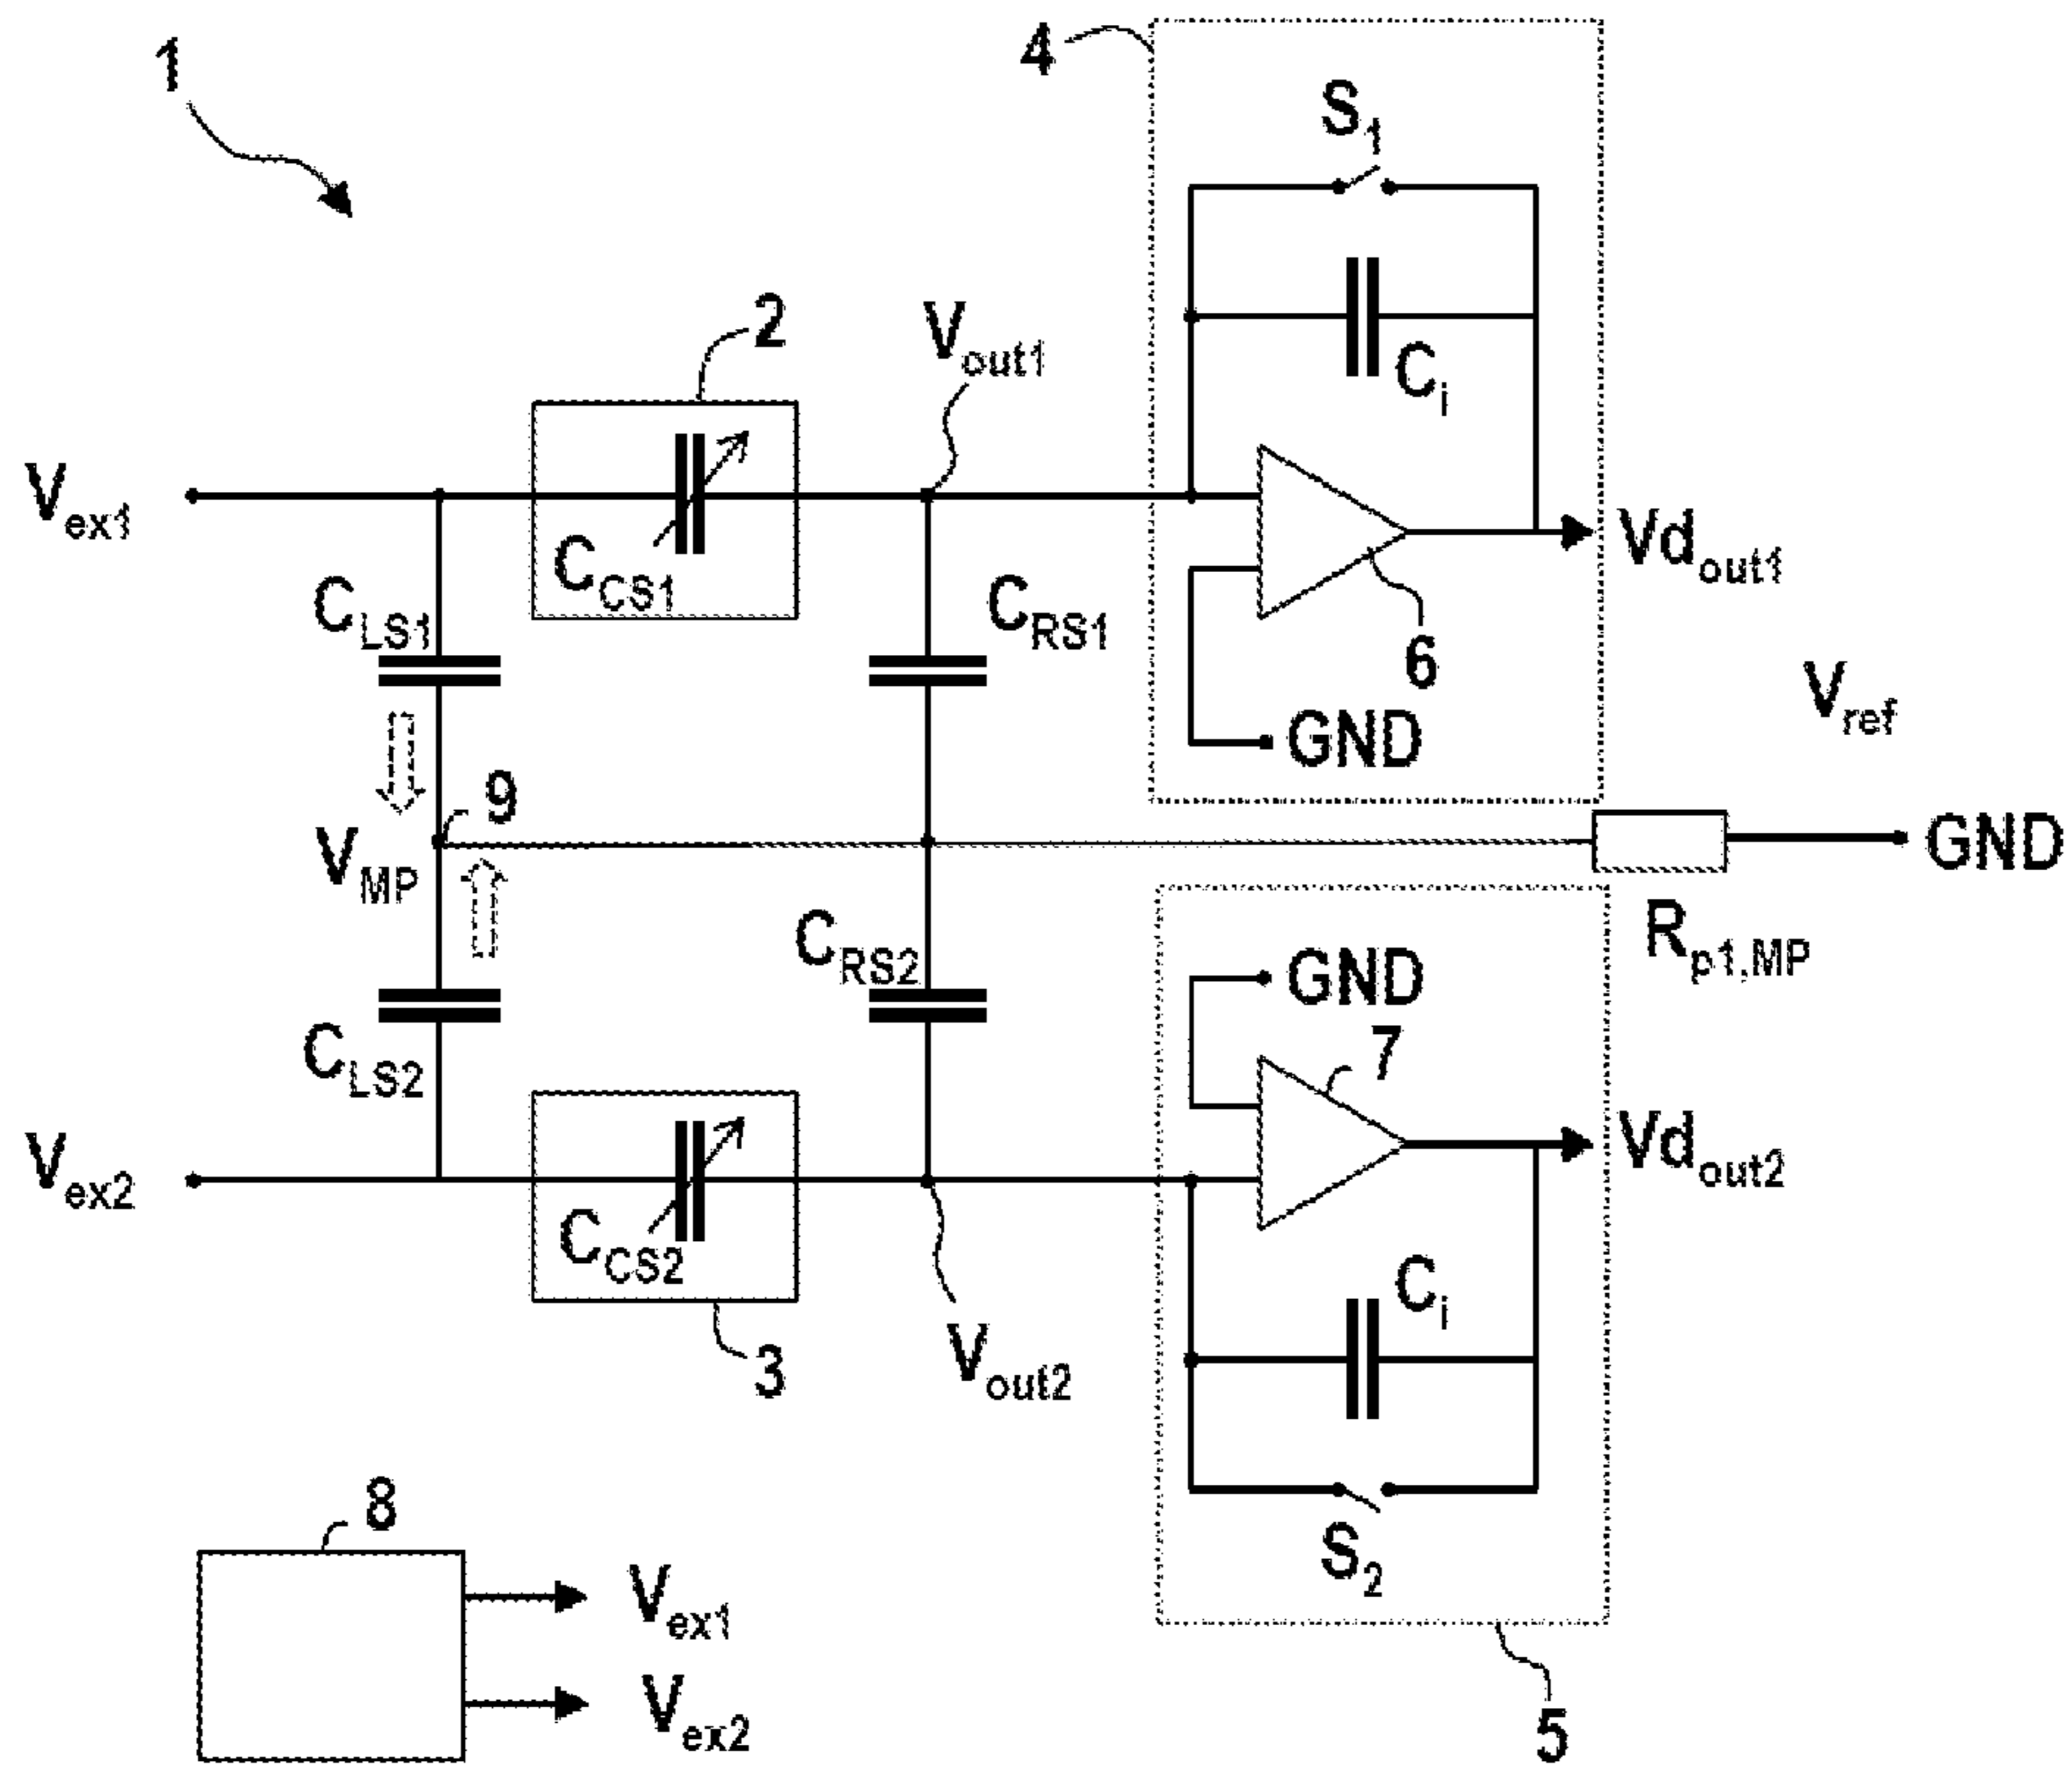 1
4
S1
Ci
2
Vout1
Vex1
CCS1
CLS1
CRS1
Vdout1
6
Vref
GND
9
VMP
GND
Rp1,MP
CRS2
GND
7
CLS2
Vex2
CCS2
Vdout2
Ci
3
Vout2
S2
8
Vex1
Vex2
5